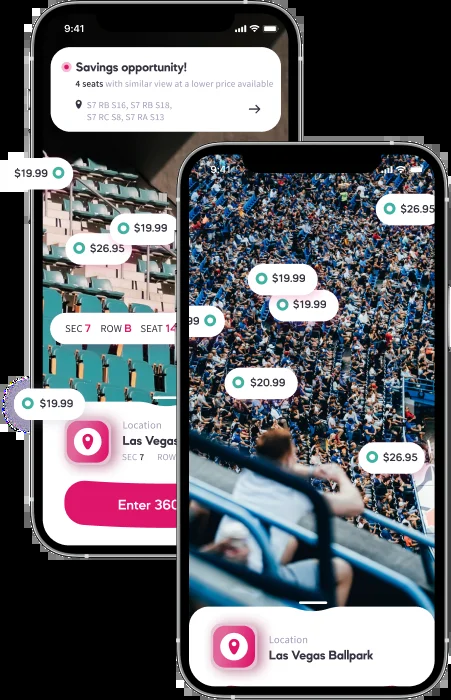 9:41
Savings opportunity!
4 seats with similar view at a lower price available
S7 RB S16, S7 RB S18,
S7 RC S8, S7 RA S13
$19.99
$19.99
$26.95
SEC 7 ROW B SEAT 14
$19.99
Location
Las Vegas
SEC 7 ROW
Enter 360
9:41
$26.95
$19.99
$19.99
99
$20.99
$26.95
Location
Las Vegas Ballpark